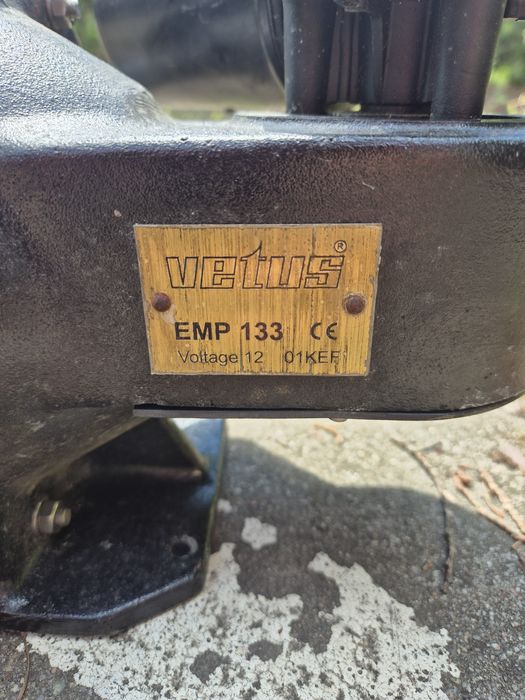 vetus®
EMP 133 CE
Voltage 12 01KEF